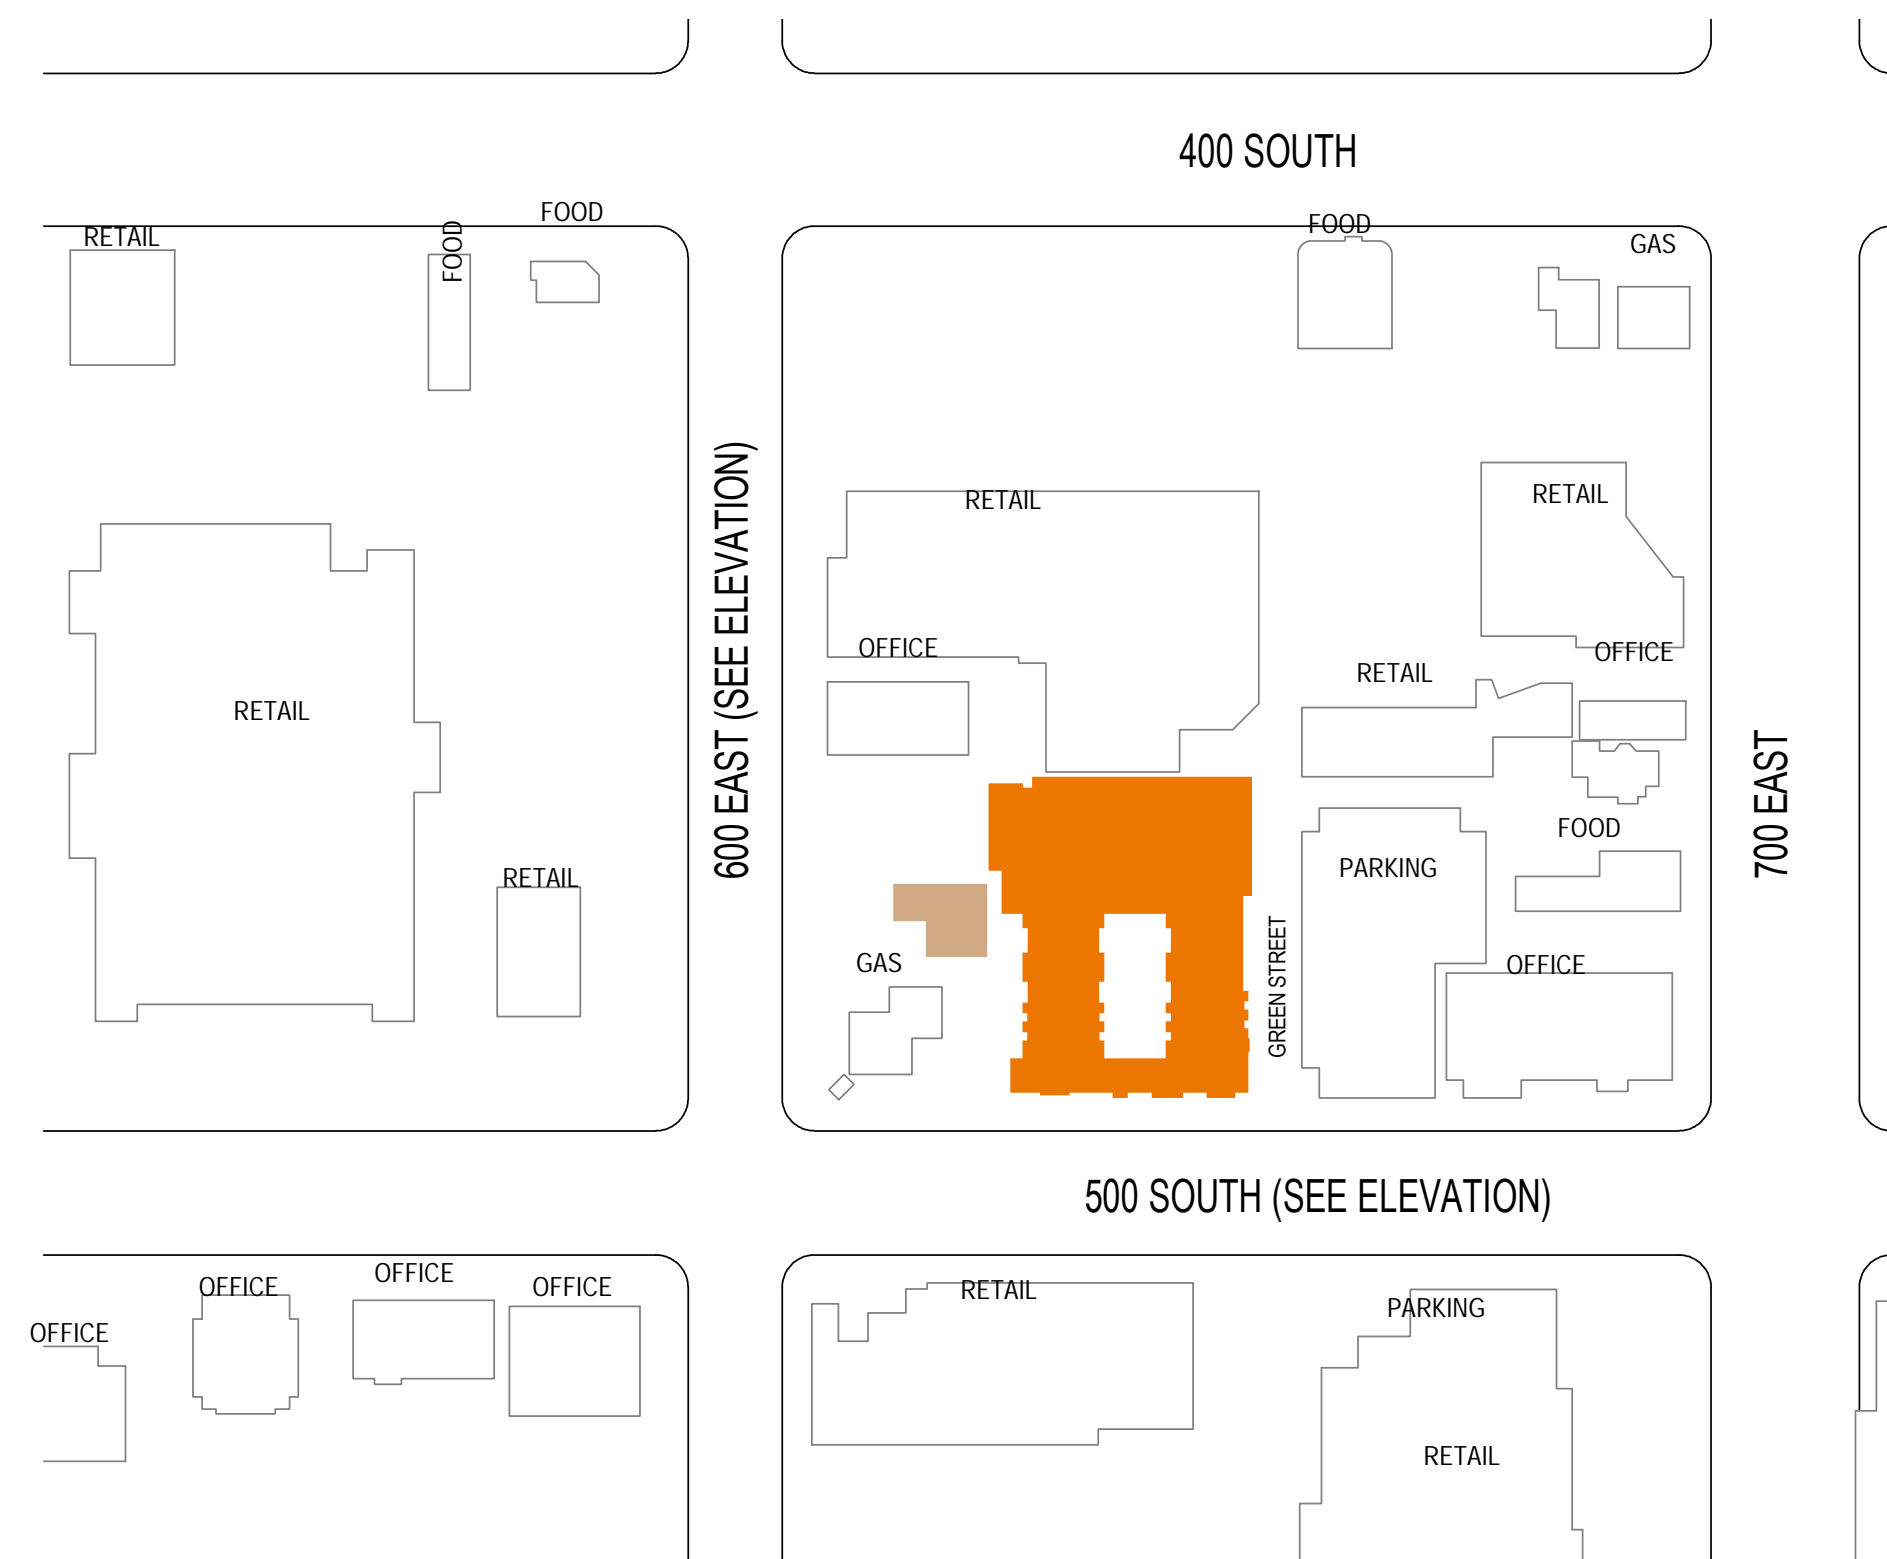 400 SOUTH
FOOD
FOOD
RETAIL
FOOD
GAS
RETAIL
RETAIL
600 EAST (SEE ELEVATION)
OFFICE
OFFICE
RETAIL
RETAIL
700 EAST
FOOD
PARKING
RETAIL
GREEN STREET
GAS
OFFICE
500 SOUTH (SEE ELEVATION)
OFFICE
OFFICE
OFFICE
RETAIL
PARKING
OFFICE
RETAIL